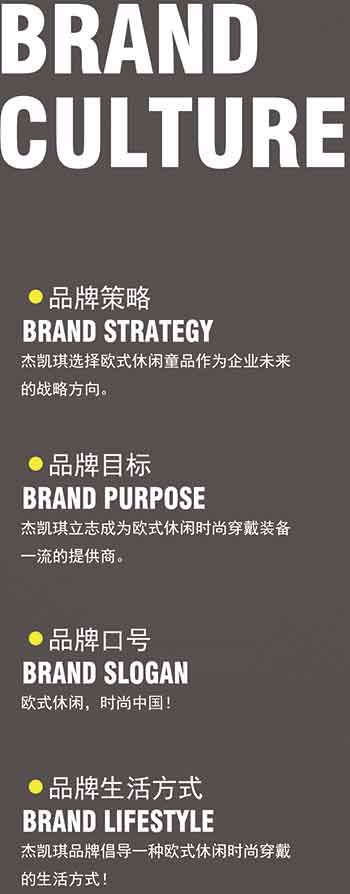 BRAND
CULTURE
品牌策略
BRAND STRATEGY
杰凯琪选择欧式休闲童品作为企业未来
的战略方向。
品牌目标
BRAND PURPOSE
杰凯琪立志成为欧式休闲时尚穿戴装备
一流的提供商。
品牌口号
BRAND SLOGAN
欧式休闲，时尚中国！
品牌生活方式
BRAND LIFESTYLE
杰凯琪品牌倡导一种欧式休闲时尚穿戴
的生活方式！